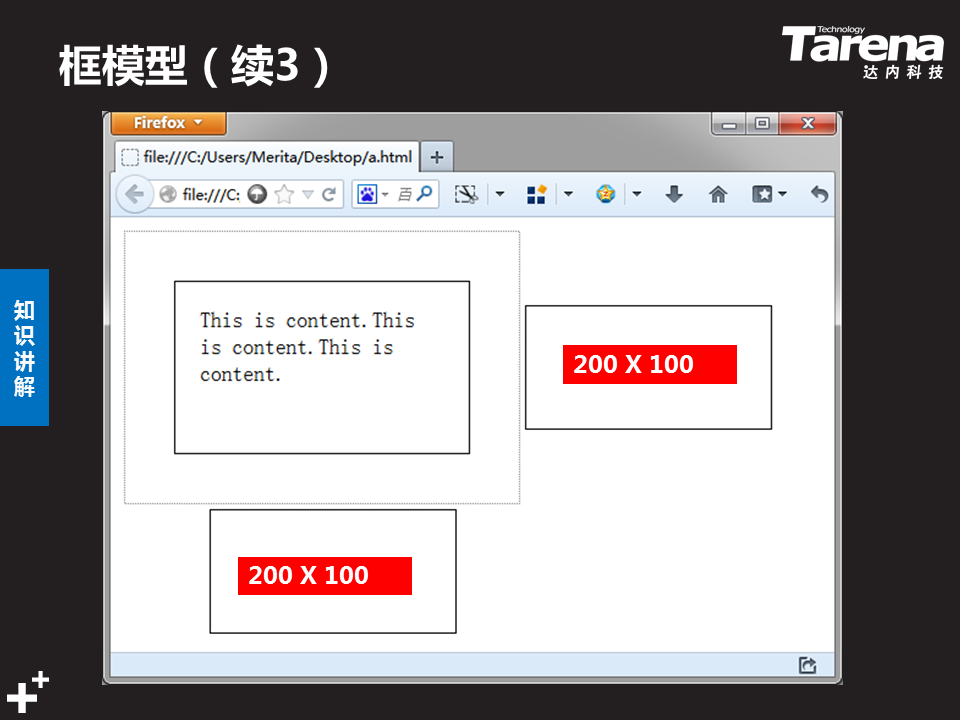 框模型（续3）
Technology
Tarena
达内科技
Firefox
file:///C:/Users/Merita/Desktop/a.html
file:///C:
百
知
识
讲
解
This is content.This
is content.This is
content.
200 X 100
200 X 100